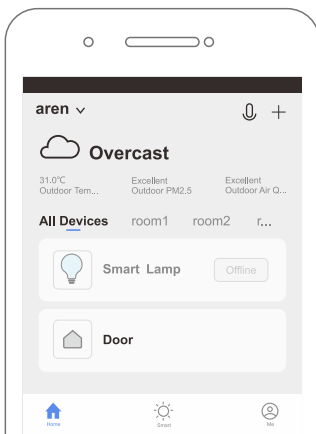 aren
Overcast
31.0℃ Excellent Excellent
Outdoor Tem... Outdoor PM2.5 Outdoor Air Q...
All Devices room1 room2 r...
Smart Lamp Offline
Door
Home Smart Me